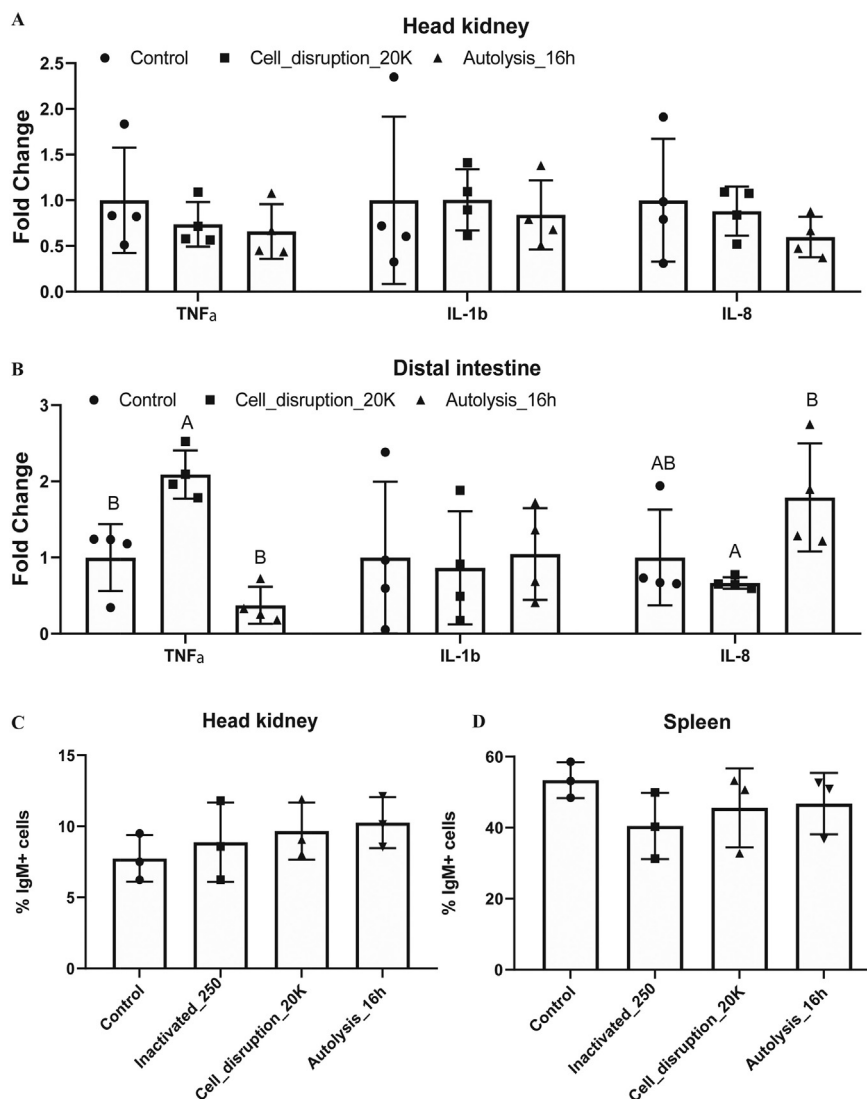 A
Head kidney
Control Cell_disruption_20K Autolysis_16h
Fold Change
2.5
2.0
1.5
1.0
0.5
0.0
TNFa IL-1b IL-8
B
Distal intestine
Control Cell_disruption_20K Autolysis_16h
Fold Change
3
2
1
0
B A B AB A B
TNFa IL-1b IL-8
C
Head kidney
% IgM+ cells
15
10
5
0
Control Inactivated_250 Cell_disruption_20K Autolysis_16h
D
Spleen
% IgM+ cells
60
40
20
0
Control Inactivated_250 Cell_disruption_20K Autolysis_16h